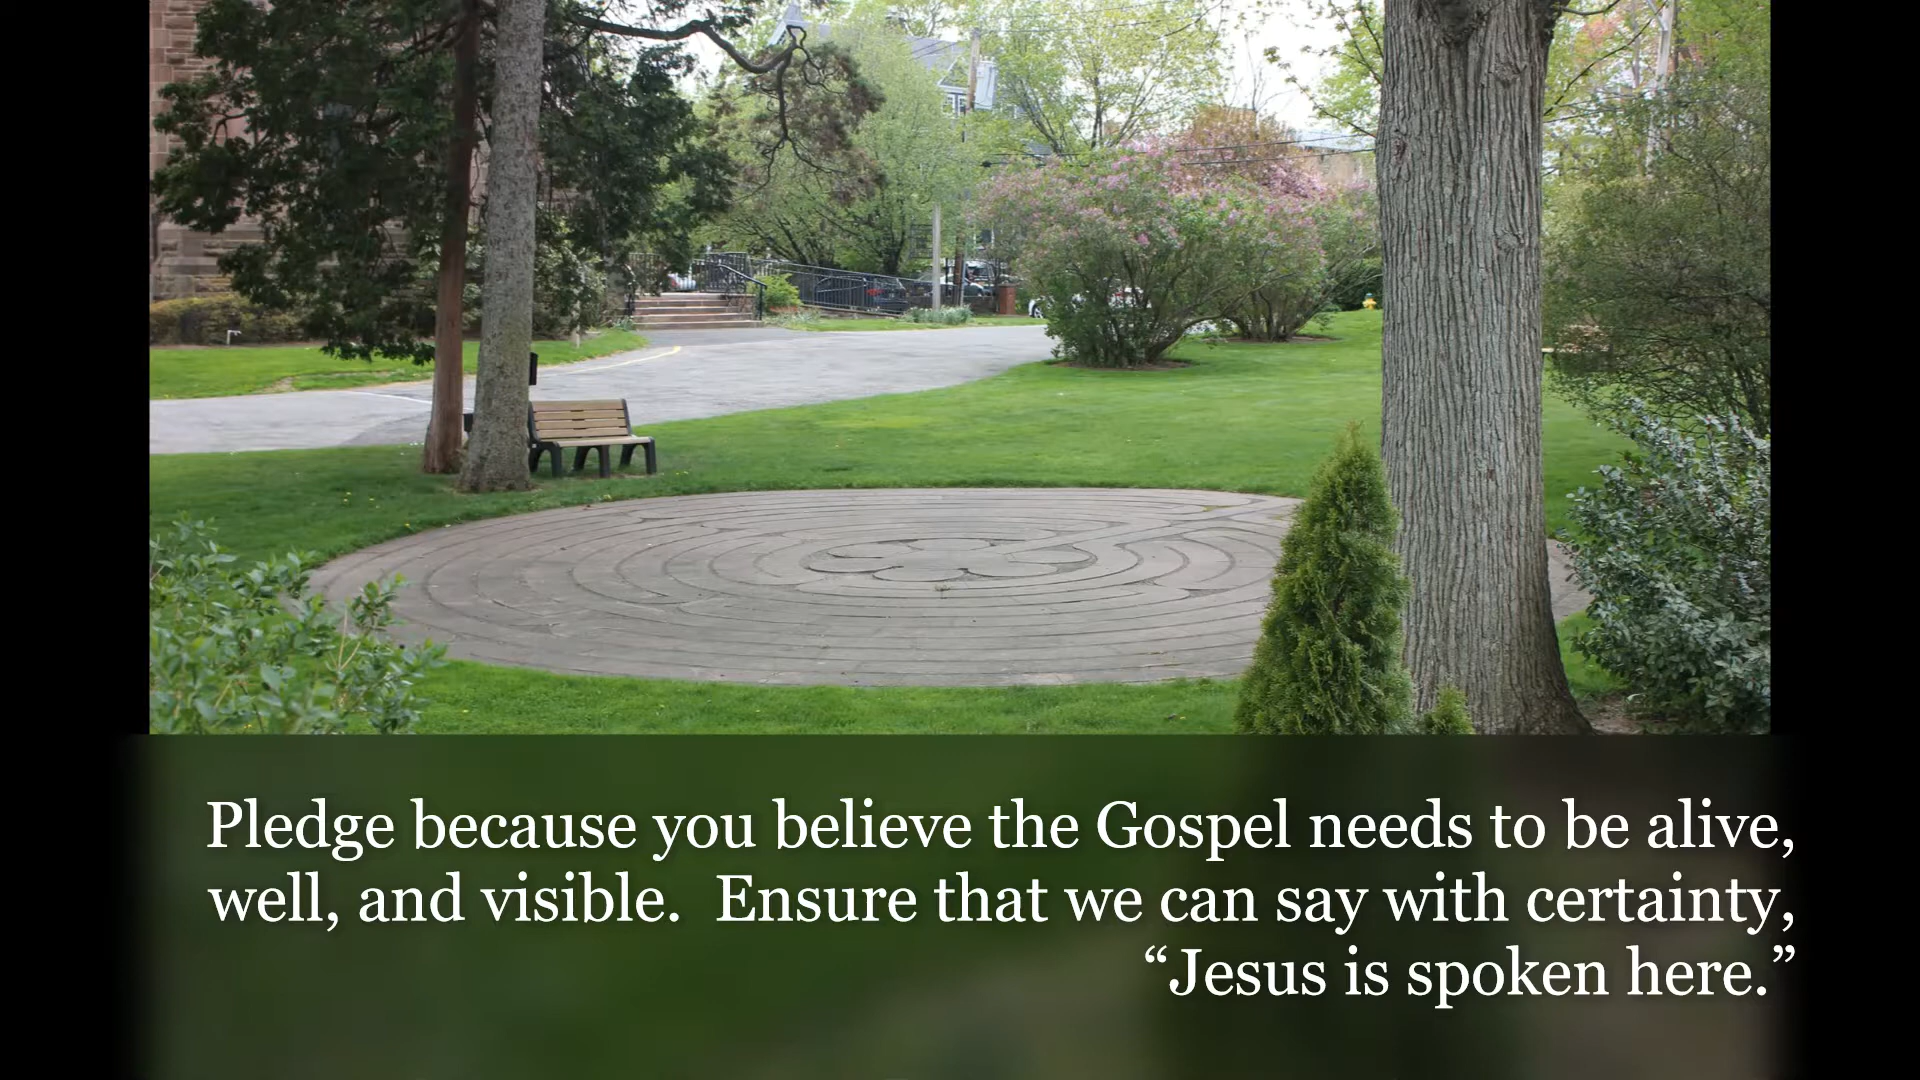 Pledge because you believe the Gospel needs to be alive,
well, and visible.  Ensure that we can say with certainty,
“Jesus is spoken here.”